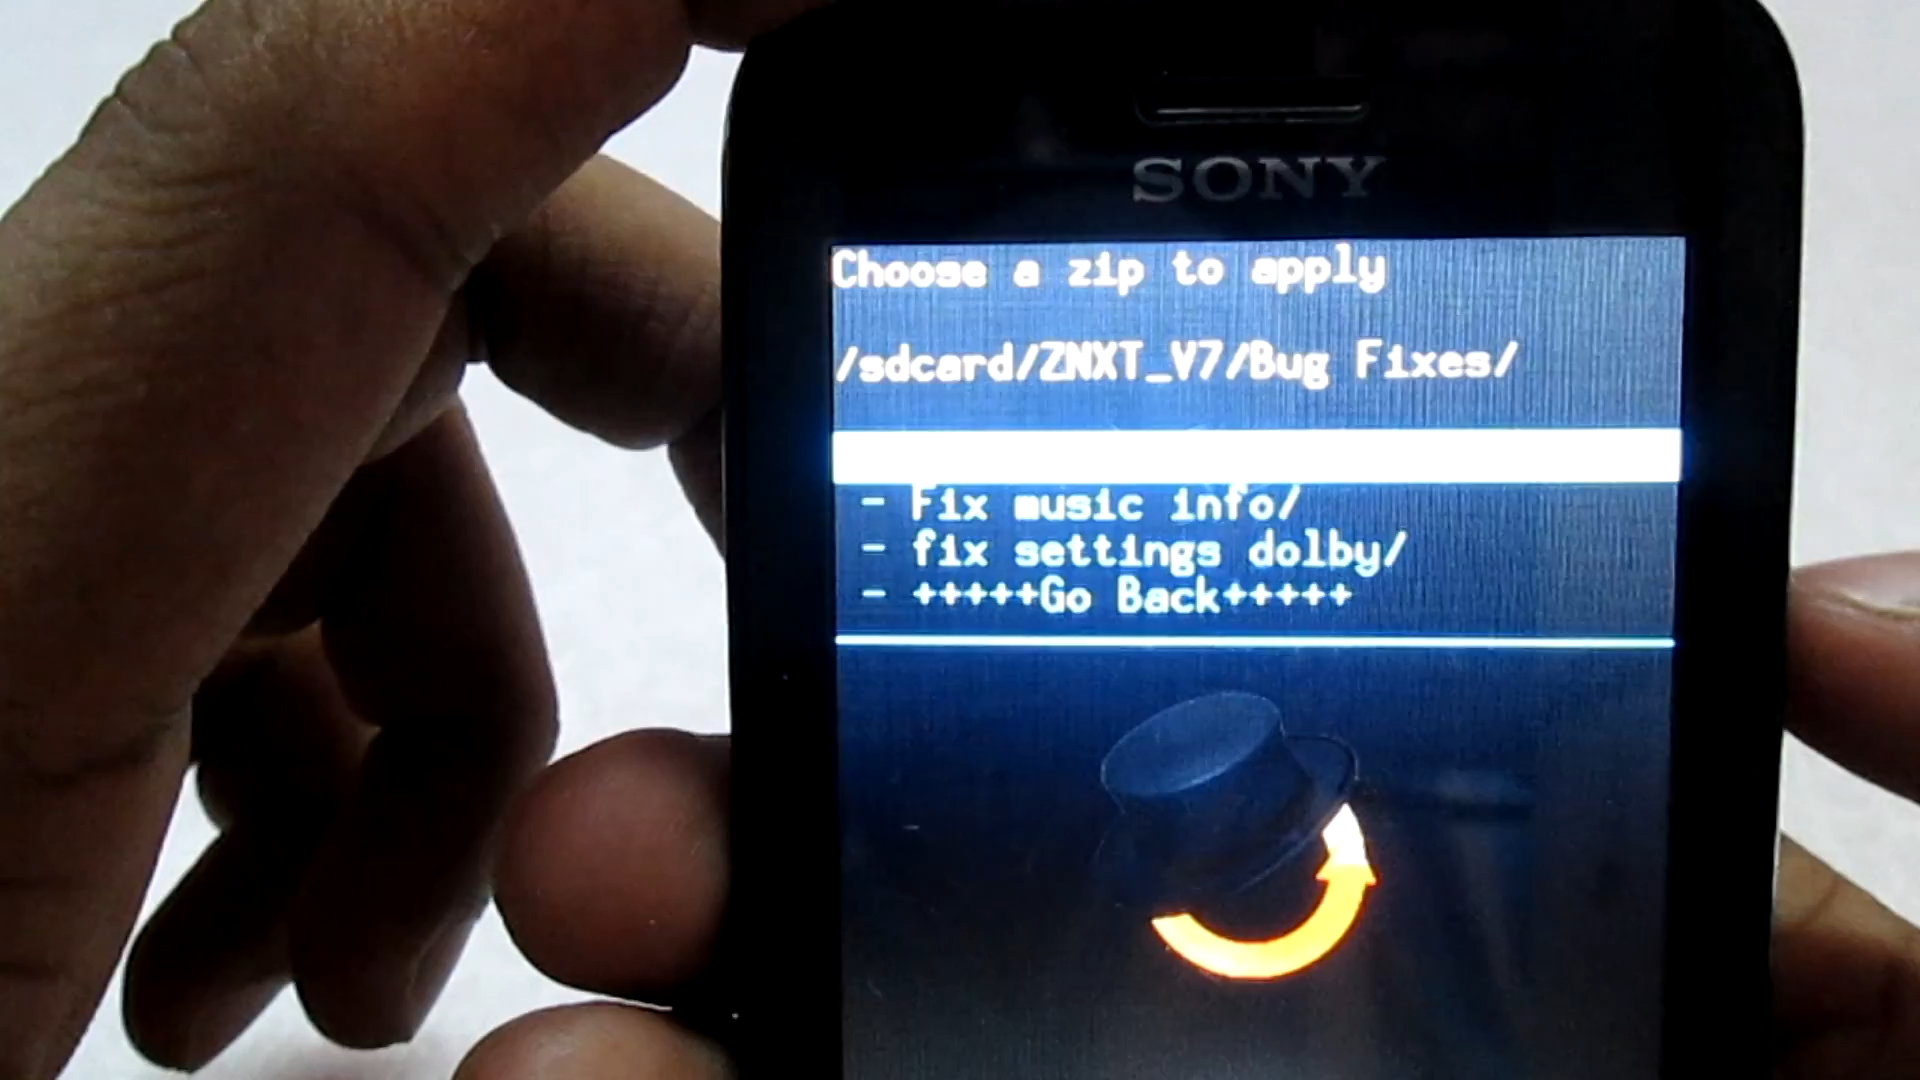 SONY
Choose a zip to apply
/sdcard/ZNXT_V7/Bug Fixes/
- Fix music info/
- fix settings dolby/
- +++++Go Back+++++